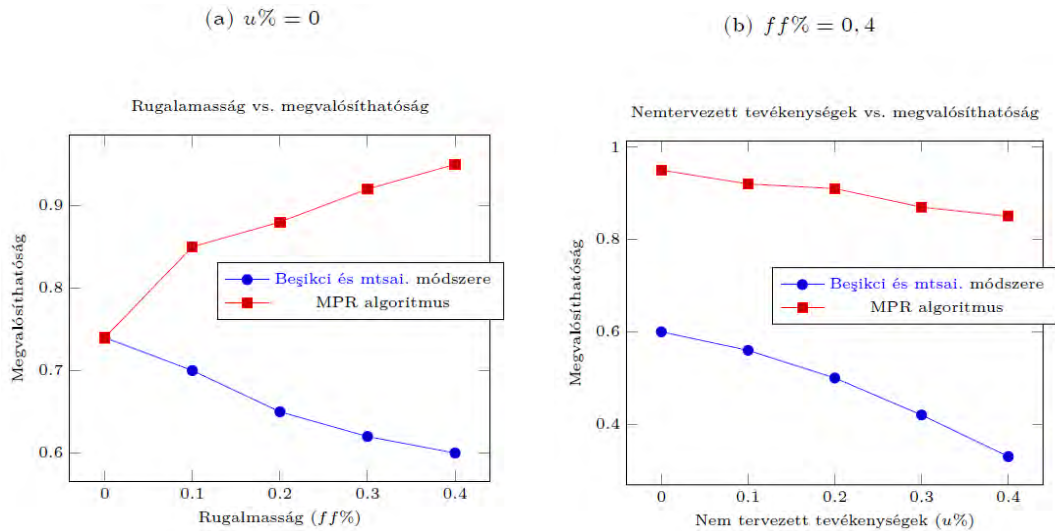 (a) u% = 0
Rugalamasság vs. megvalósíthatóság
Megvalósíthatóság
0.9
0.8
0.7
0.6
Beşikci és mtsai. módszere
MPR algoritmus
0
0.1
0.2
0.3
0.4
Rugalmasság (ff%)
(b) ff% = 0,4
Nemtervezett tevékenységek vs. megvalósíthatóság
Megvalósíthatóság
1
0.8
0.6
0.4
Beşikci és mtsai. módszere
MPR algoritmus
0
0.1
0.2
0.3
0.4
Nem tervezett tevékenységek (u%)